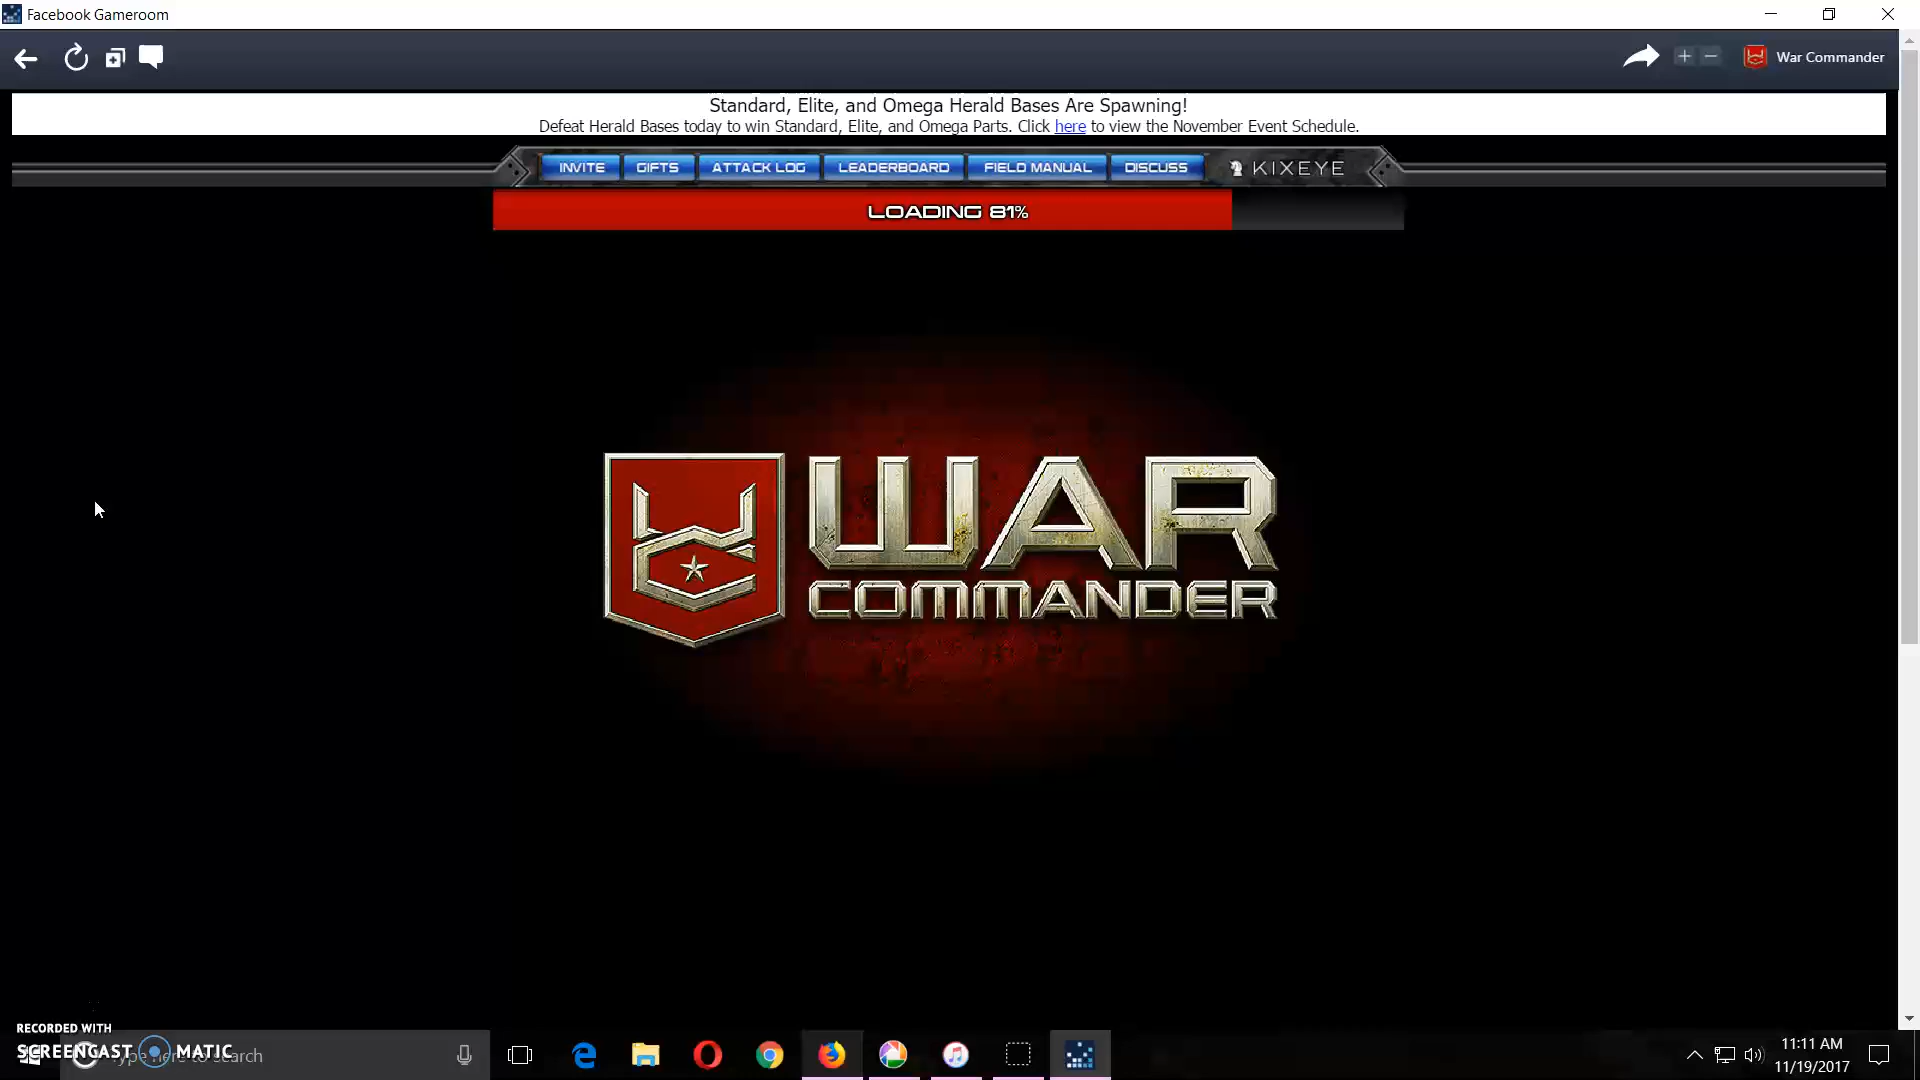 Facebook Gameroom
War Commander
Standard, Elite, and Omega Herald Bases Are Spawning!
Defeat Herald Bases today to win Standard, Elite, and Omega Parts. Click here to view the November Event Schedule.
INVITE GIFTS ATTACK LOG LEADERBOARD FIELD MANUAL DISCUSS KIXEYE
LOADING 81%
WAR
COMMANDER
RECORDED WITH
SCREENCAST MATIC
to search
11:11 AM
11/19/2017